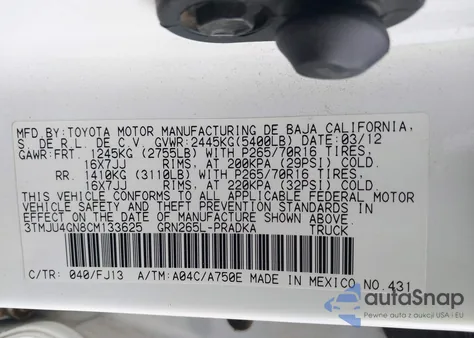 MFD.BY:TOYOTA MOTOR MANUFACTURING DE BAJA CALIFORNIA,
S. DE R.L. DE C.V. GVWR:2445KG(5400LB) DATE:03/12
GAWR:FRT. 1245KG (2755LB) WITH P265/70R16 TIRES,
16X7JJ RIMS, AT 200KPA (29PSI) COLD.
RR. 1410KG (3110LB) WITH P265/70R16 TIRES,
16X7JJ RIMS, AT 220KPA (32PSI) COLD.
THIS VEHICLE CONFORMS TO ALL APPLICABLE FEDERAL MOTOR
VEHICLE SAFETY AND THEFT PREVENTION STANDARDS IN
EFFECT ON THE DATE OF MANUFACTURE SHOWN ABOVE.
3TMJU4GN8CM133625 GRN265L-PRADKA TRUCK
C/TR: 040/FJ13 A/TM: A04C/A750E MADE IN MEXICO NO.431
autoSnap
Pewne auto z aukcji USA i EU